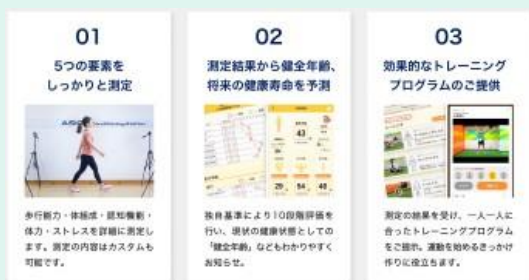 01
5つの要素を
しっかりと測定
歩行能力・体組成・認知機能・
体力・ストレスを詳細に測定し
ます。測定の内容はカスタムも
可能です。
02
測定結果から健全年齢、
将来の健康寿命を予測
43
29
54
48
独自基準により10段階評価を
行い、現状の健康状態としての
「健全年齢」などもわかりやすく
お知らせ。
03
効果的なトレーニング
プログラムのご提供
測定の結果を受け、一人一人に
合ったトレーニングプログラム
をご提示。運動を始めるきっかけ
作りに役立ちます。